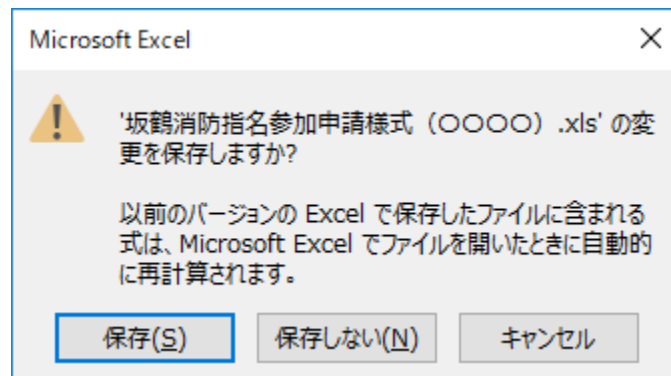 Microsoft Excel
'坂鶴消防指名参加申請様式（〇〇〇〇）.xls' の変
更を保存しますか?
以前のバージョンの Excel で保存したファイルに含まれる
式は、Microsoft Excel でファイルを開いたときに自動的
に再計算されます。
保存(S)
保存しない(N)
キャンセル